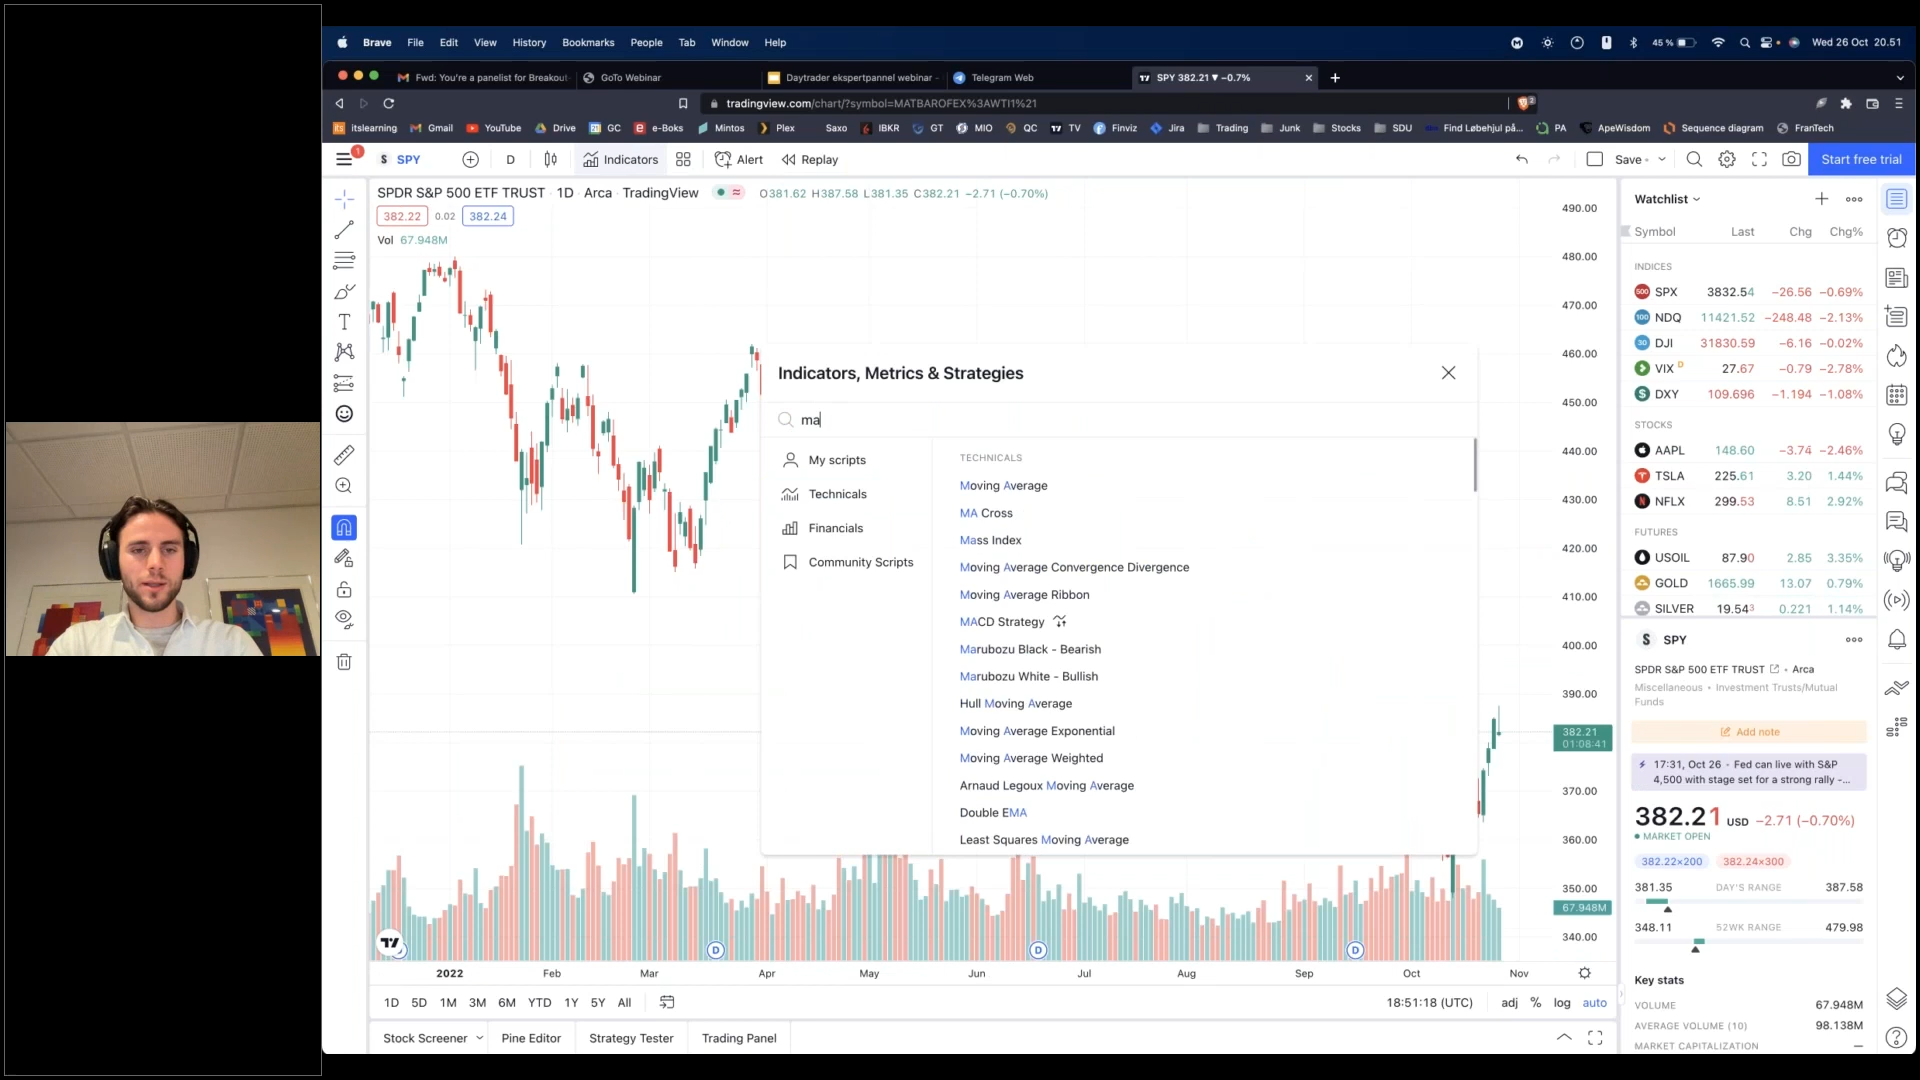 Brave File Edit View History Bookmarks People Tab Window Help
45 % Wed 26 Oct 20.51
Fwd: You're a panelist for Breakout
GoTo Webinar
Daytrader ekspertpannel webinar -
Telegram Web
SPY 382.21 ▼ −0.7%
tradingview.com/chart/?symbol=MATBAROFEX%3AWTI1%21
itslearning Gmail YouTube Drive GC e-Boks Mintos Plex Saxo IBKR GT MIO QC TV Finviz Jira Trading Junk Stocks SDU Find Løbehjul på... PA ApeWisdom Sequence diagram FranTech
1 SPY D Indicators Alert Replay Save Start free trial
SPDR S&P 500 ETF TRUST · 1D · Arca · TradingView
O381.62 H387.58 L381.35 C382.21 −2.71 (−0.70%)
382.22 0.02 382.24
Vol 67.948M
490.00
480.00
470.00
460.00
450.00
440.00
430.00
420.00
410.00
400.00
390.00
382.21
01:08:41
370.00
360.00
350.00
67.948M
340.00
Indicators, Metrics & Strategies
ma
My scripts
Technicals
Financials
Community Scripts
TECHNICALS
Moving Average
MA Cross
Mass Index
Moving Average Convergence Divergence
Moving Average Ribbon
MACD Strategy
Marubozu Black - Bearish
Marubozu White - Bullish
Hull Moving Average
Moving Average Exponential
Moving Average Weighted
Arnaud Legoux Moving Average
Double EMA
Least Squares Moving Average
D D D
2022 Feb Mar Apr May Jun Jul Aug Sep Oct Nov
1D 5D 1M 3M 6M YTD 1Y 5Y All
18:51:18 (UTC) adj % log auto
Stock Screener Pine Editor Strategy Tester Trading Panel
Watchlist
Symbol Last Chg Chg%
INDICES
SPX 3832.54 −26.56 −0.69%
NDQ 11421.52 −248.48 −2.13%
DJI 31830.59 −6.16 −0.02%
VIX D 27.67 −0.79 −2.78%
DXY 109.696 −1.194 −1.08%
STOCKS
AAPL 148.60 −3.74 −2.46%
TSLA 225.61 3.20 1.44%
NFLX 299.53 8.51 2.92%
FUTURES
USOIL 87.90 2.85 3.35%
GOLD 1665.99 13.07 0.79%
SILVER 19.543 0.221 1.14%
SPY
SPDR S&P 500 ETF TRUST • Arca
Miscellaneous • Investment Trusts/Mutual
Funds
Add note
17:31, Oct 26 · Fed can live with S&P
4,500 with stage set for a strong rally -...
382.21 USD −2.71 (−0.70%)
MARKET OPEN
382.22×200 382.24×300
381.35 DAY'S RANGE 387.58
348.11 52WK RANGE 479.98
Key stats
VOLUME 67.948M
AVERAGE VOLUME (10) 98.138M
MARKET CAPITALIZATION —